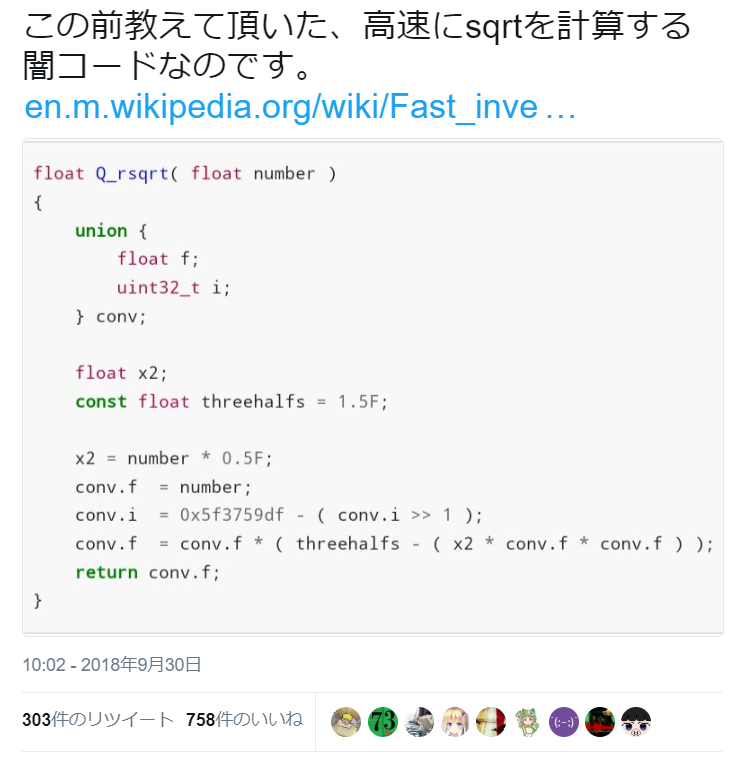 この前教えて頂いた、高速にsqrtを計算する
闇コードなのです。
en.m.wikipedia.org/wiki/Fast_inve…
float Q_rsqrt( float number )
{
    union {
        float f;
        uint32_t i;
    } conv;
    float x2;
    const float threehalfs = 1.5F;
    x2 = number * 0.5F;
    conv.f  = number;
    conv.i  = 0x5f3759df - ( conv.i >> 1 );
    conv.f  = conv.f * ( threehalfs - ( x2 * conv.f * conv.f ) );
    return conv.f;
}
10:02 - 2018年9月30日
303件のリツイート 758件のいいね
73 (:-:)